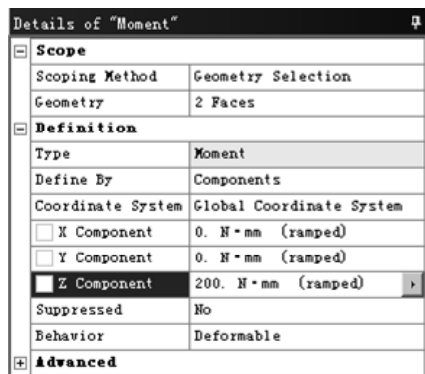 Details of "Moment"
Scope
Scoping Method Geometry Selection
Geometry 2 Faces
Definition
Type Moment
Define By Components
Coordinate System Global Coordinate System
X Component 0. N·mm (ramped)
Y Component 0. N·mm (ramped)
Z Component 200. N·mm (ramped)
Suppressed No
Behavior Deformable
Advanced